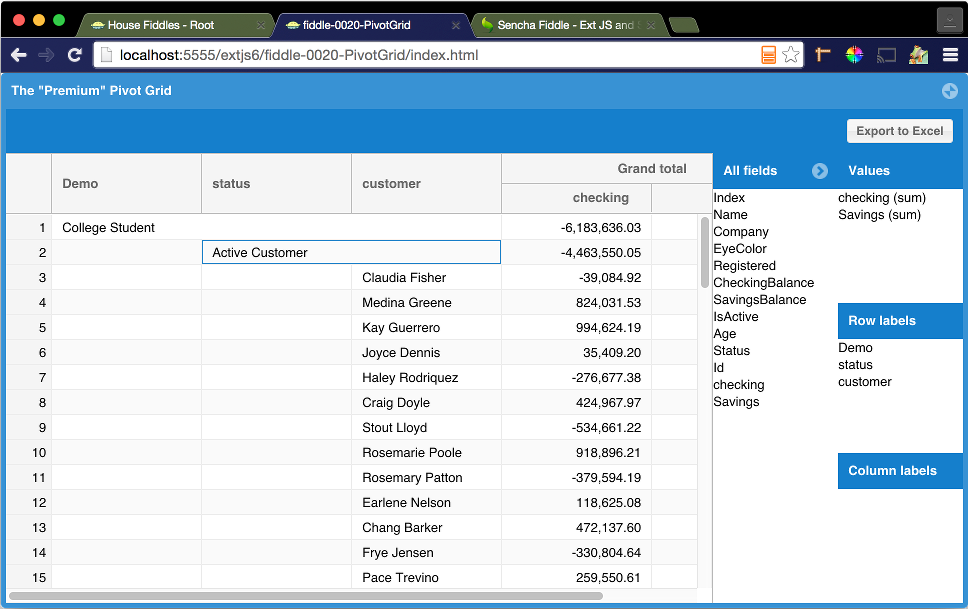 House Fiddles - Root
fiddle-0020-PivotGrid
Sencha Fiddle - Ext JS and
localhost:5555/extjs6/fiddle-0020-PivotGrid/index.html
The "Premium" Pivot Grid
Export to Excel
Demo status customer Grand total
checking
1 College Student -6,183,636.03
2 Active Customer -4,463,550.05
3 Claudia Fisher -39,084.92
4 Medina Greene 824,031.53
5 Kay Guerrero 994,624.19
6 Joyce Dennis 35,409.20
7 Haley Rodriquez -276,677.38
8 Craig Doyle 424,967.97
9 Stout Lloyd -534,661.22
10 Rosemarie Poole 918,896.21
11 Rosemary Patton -379,594.19
12 Earlene Nelson 118,625.08
13 Chang Barker 472,137.60
14 Frye Jensen -330,804.64
15 Pace Trevino 259,550.61
All fields
Index
Name
Company
EyeColor
Registered
CheckingBalance
SavingsBalance
IsActive
Age
Status
Id
checking
Savings
Values
checking (sum)
Savings (sum)
Row labels
Demo
status
customer
Column labels